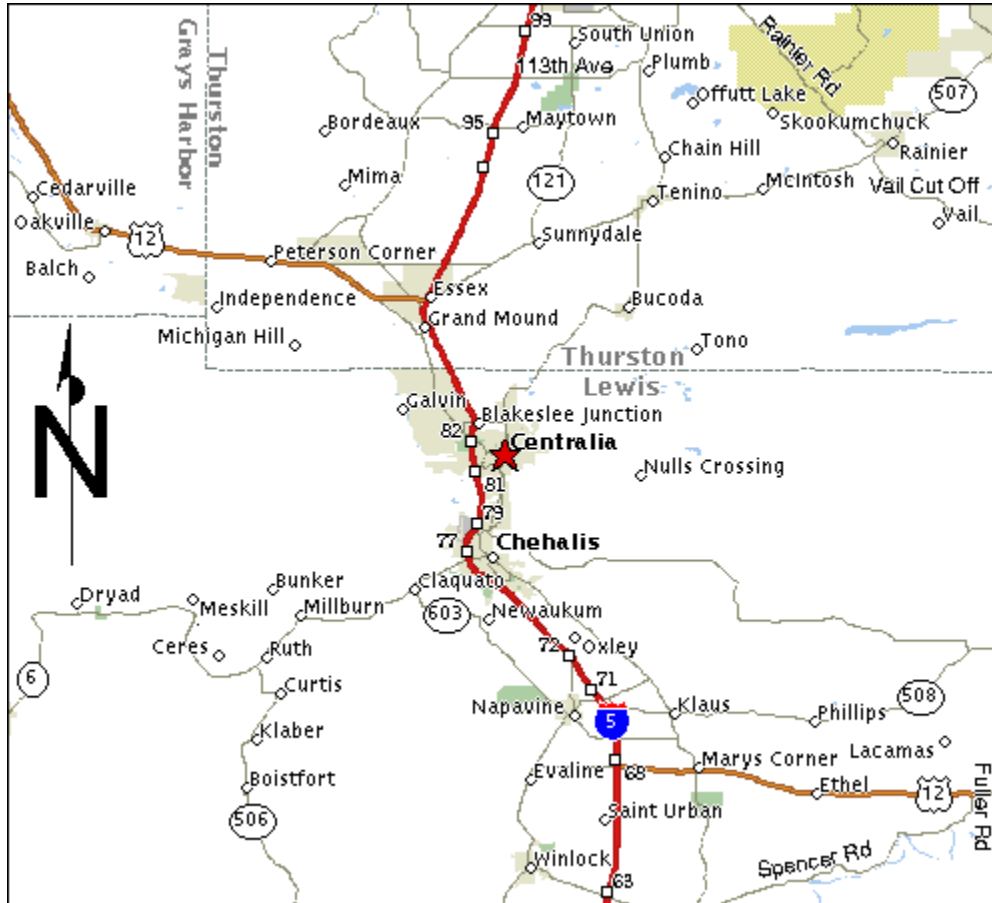 99
South Union
Grays Harbor
Thurston
113th Ave
Plumb
Rainier Rd
507
Offutt Lake
Skookumchuck
Bordeaux
95
Maytown
Chain Hill
Rainier
Mima
121
McIntosh
Vail Cut Off
Cedarville
Tenino
Oakville
12
Sunnydale
Vail
Peterson Corner
Balch
Independence
Essex
Bucoda
Grand Mound
Michigan Hill
Tono
Thurston
Lewis
Galvin
Blakeslee Junction
82
Centralia
N
Nulls Crossing
81
79
77
Chehalis
Dryad
Bunker
Claquato
Meskill
Millburn
603
Newaukum
Ceres
Ruth
72
Oxley
6
Curtis
71
508
Napavine
Klaus
Phillips
5
Klaber
Lacamas
Marys Corner
68
Evaline
Boistfort
Ethel
12
Fuller Rd
506
Saint Urban
Winlock
Spencer Rd
63